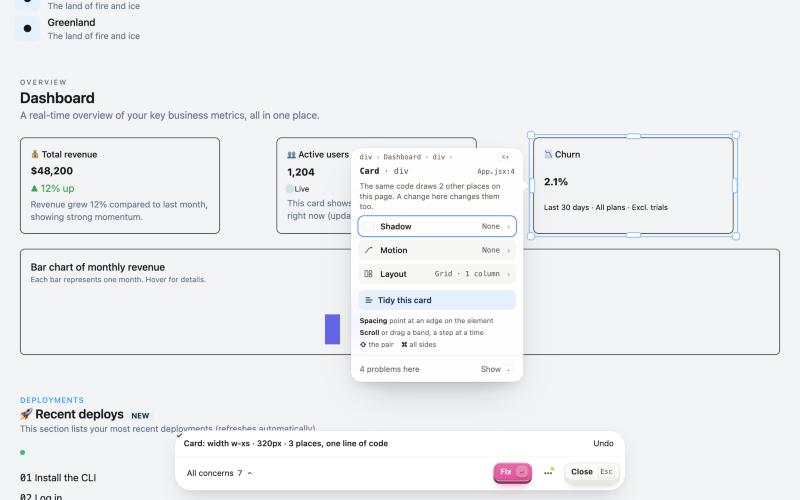 The land of fire and ice
Greenland
The land of fire and ice
OVERVIEW
Dashboard
A real-time overview of your key business metrics, all in one place.
💰 Total revenue
$48,200
▲ 12% up
Revenue grew 12% compared to last month,
showing strong momentum.
👥 Active users
1,204
Live
This card shows
right now (upda
📉 Churn
2.1%
Last 30 days · All plans · Excl. trials
div › Dashboard › div ›
Card · div
App.jsx:4
The same code draws 2 other places on
this page. A change here changes them
too.
Shadow None ›
Motion None ›
Layout Grid · 1 column ›
Tidy this card
Spacing point at an edge on the element
Scroll or drag a band, a step at a time
the pair ⌘ all sides
4 problems here Show
Bar chart of monthly revenue
Each bar represents one month. Hover for details.
DEPLOYMENTS
🚀 Recent deploys NEW
This section lists your most recent deployments (refreshes automatically)
01 Install the CLI
02 Log in
Card: width w-xs · 320px · 3 places, one line of code Undo
All concerns 7
Fix
Close Esc